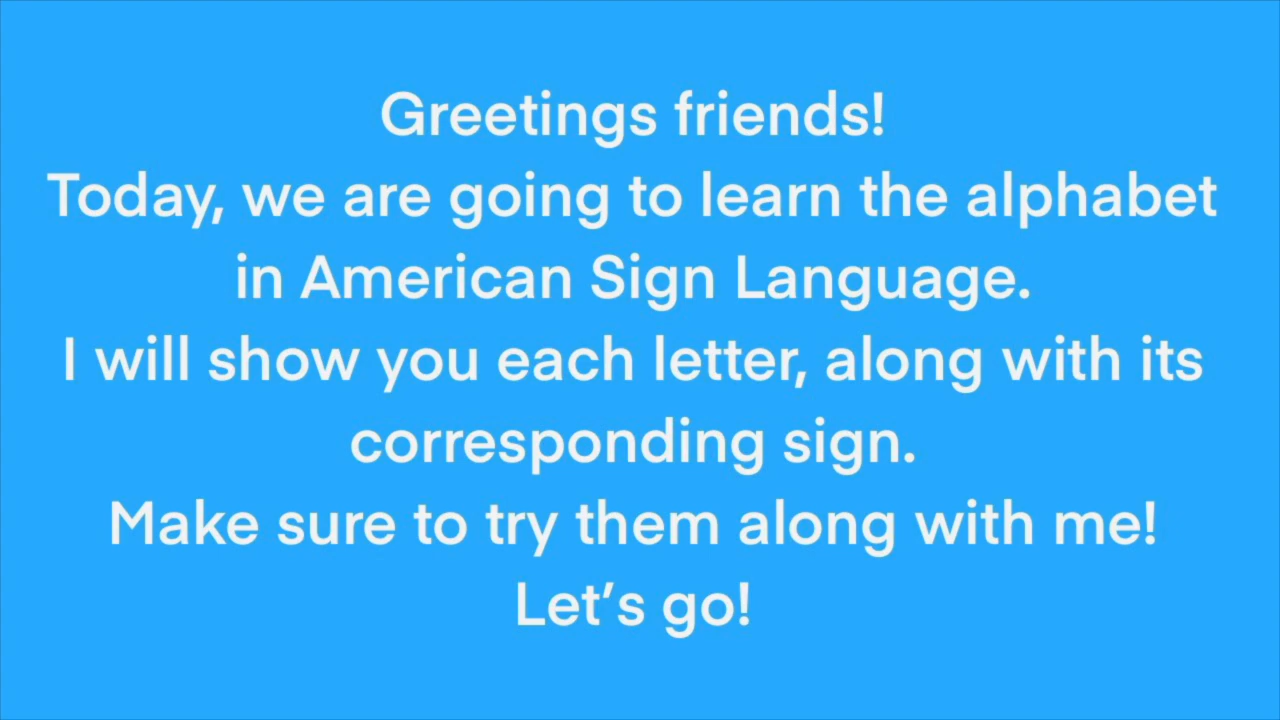 Greetings friends!
Today, we are going to learn the alphabet
in American Sign Language.
I will show you each letter, along with its
corresponding sign.
Make sure to try them along with me!
Let’s go!